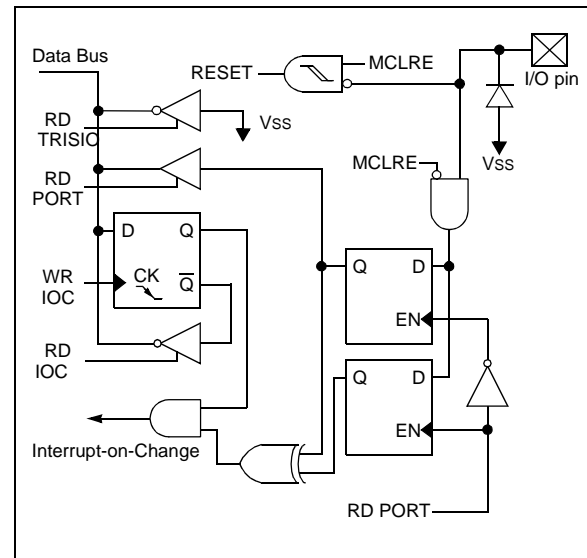 Data Bus
RESET
MCLRE
I/O pin
RD
TRISIO
VSS
VSS
RD
PORT
MCLRE
D
Q
WR
IOC
CK
Q
Q
D
EN
RD
IOC
Q
D
EN
Interrupt-on-Change
RD PORT